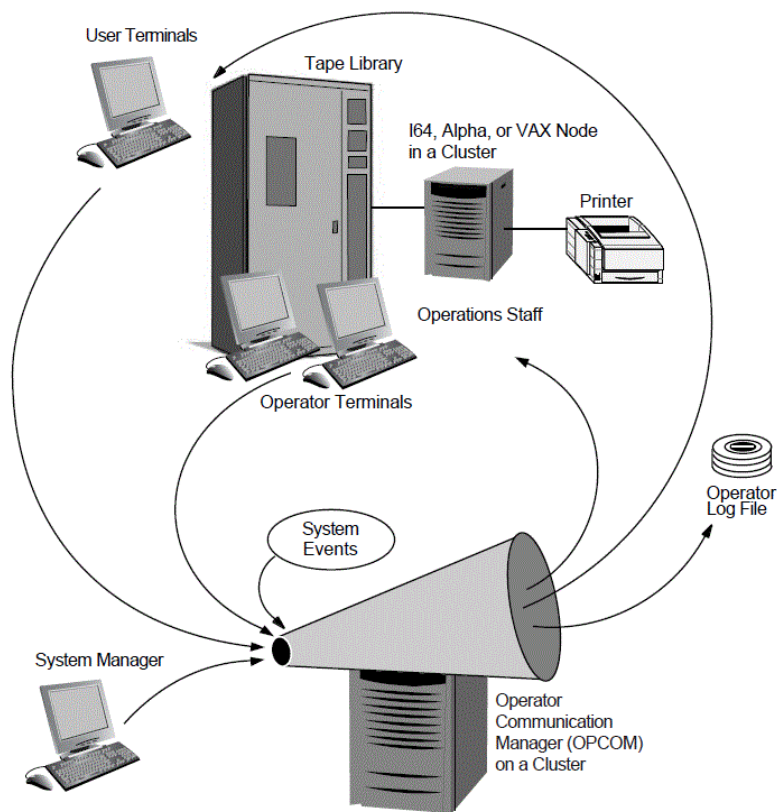 User Terminals
Tape Library
I64, Alpha, or VAX Node
in a Cluster
Printer
Operations Staff
Operator Terminals
Operator
Log File
System
Events
System Manager
Operator
Communication
Manager (OPCOM)
on a Cluster